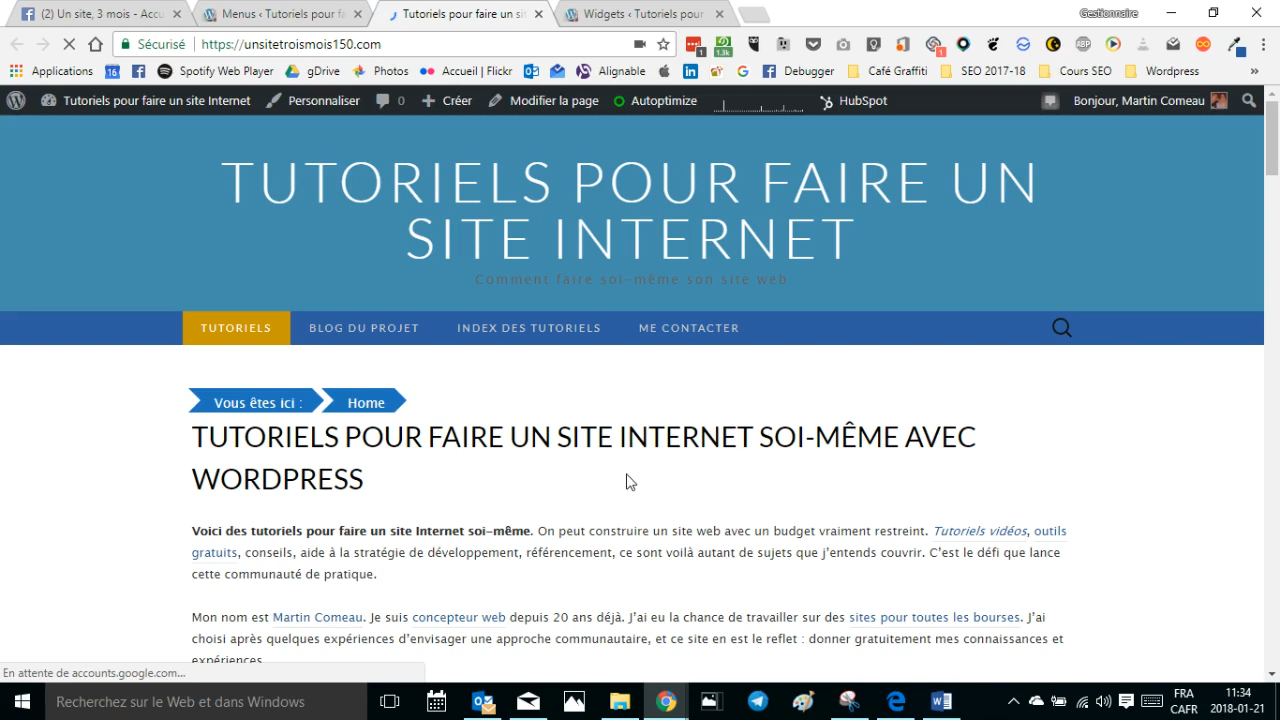 (2) Un site, 3 mois - Accu
Menus ‹ Tutoriels pour fa
Tutoriels pour faire un si
Widgets ‹ Tutoriels pour
Gestionnaire
Sécurisé https://unsitetroismois150.com
1 1.3k ABP 1
Applications 16 Spotify Web Player gDrive Photos Accueil | Flickr Alignable Debugger Café Graffiti SEO 2017-18 Cours SEO Wordpress »
Tutoriels pour faire un site Internet Personnaliser 0 Créer Modifier la page Autoptimize HubSpot Bonjour, Martin Comeau
TUTORIELS POUR FAIRE UN
SITE INTERNET
Comment faire soi-même son site web
TUTORIELS BLOG DU PROJET INDEX DES TUTORIELS ME CONTACTER
Vous êtes ici : Home
TUTORIELS POUR FAIRE UN SITE INTERNET SOI-MÊME AVEC
WORDPRESS
Voici des tutoriels pour faire un site Internet soi-même. On peut construire un site web avec un budget vraiment restreint. Tutoriels vidéos, outils
gratuits, conseils, aide à la stratégie de développement, référencement, ce sont voilà autant de sujets que j'entends couvrir. C'est le défi que lance
cette communauté de pratique.
Mon nom est Martin Comeau. Je suis concepteur web depuis 20 ans déjà. J'ai eu la chance de travailler sur des sites pour toutes les bourses. J'ai
choisi après quelques expériences d'envisager une approche communautaire, et ce site en est le reflet : donner gratuitement mes connaissances et
expériences.
En attente de accounts.google.com...
Recherchez sur le Web et dans Windows
FRA 11:34
CAFR 2018-01-21